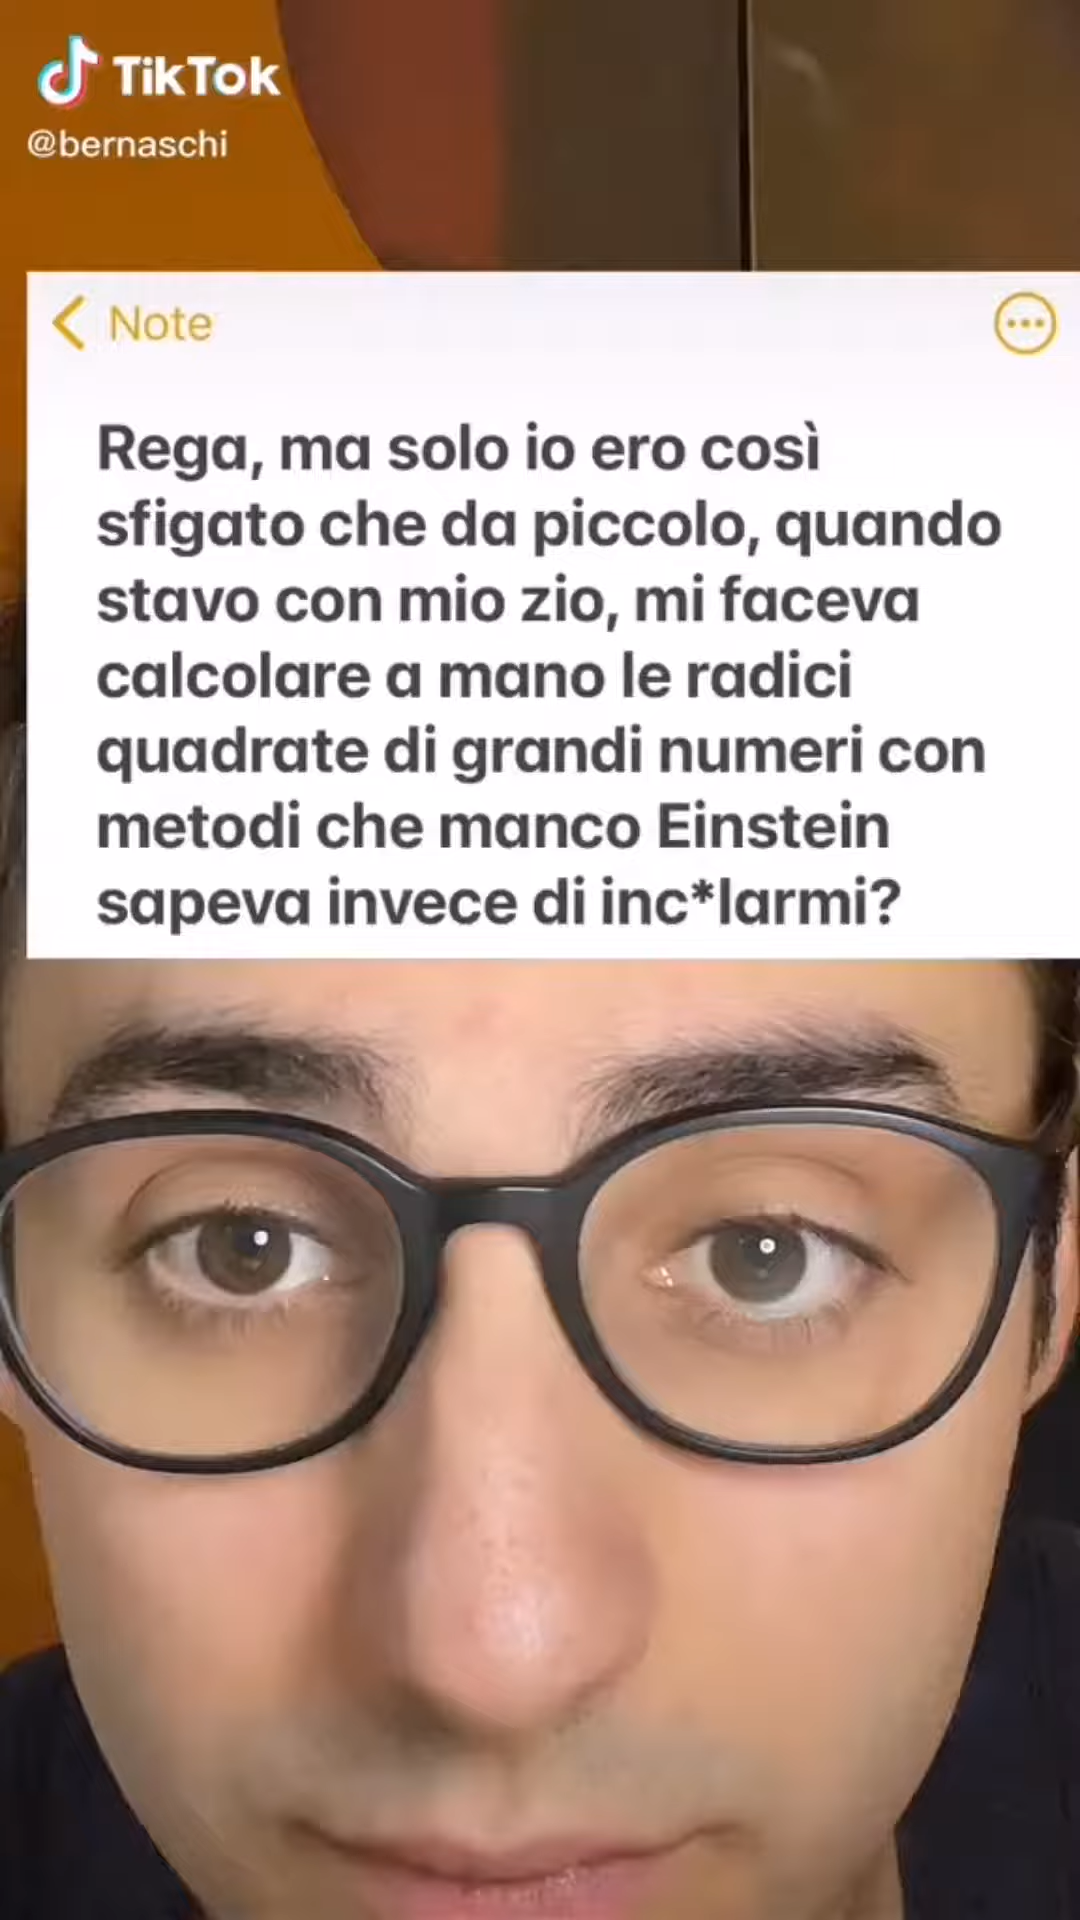 TikTok
@bernaschi
Note
Rega, ma solo io ero così
sfigato che da piccolo, quando
stavo con mio zio, mi faceva
calcolare a mano le radici
quadrate di grandi numeri con
metodi che manco Einstein
sapeva invece di inc*larmi?